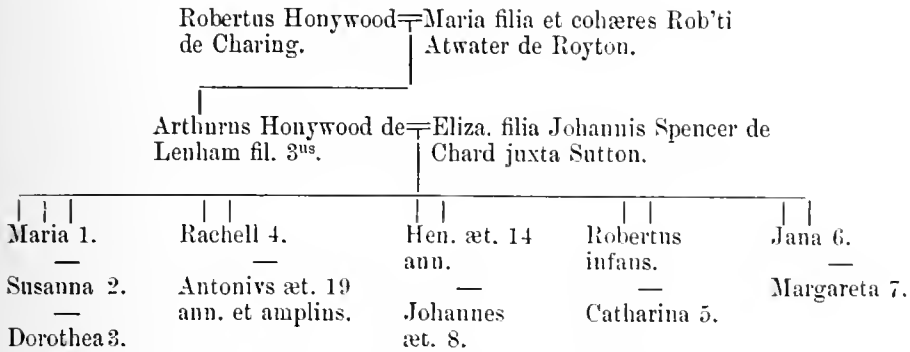 Robertus Honywood Maria filia et cohæres Rob'ti
de Charing. Atwater de Royton.
Arthurus Honywood de Eliza. filia Johannis Spencer de
Lenham fil. 3us. Chard juxta Sutton.
Maria 1. Rachell 4. Hen. æt. 14 Robertus Jana 6.
ann. infans.
Susanna 2. Antonivs æt. 19 Margareta 7.
ann. et amplius. Johannes Catharina 5.
Dorothea 3. æt. 8.